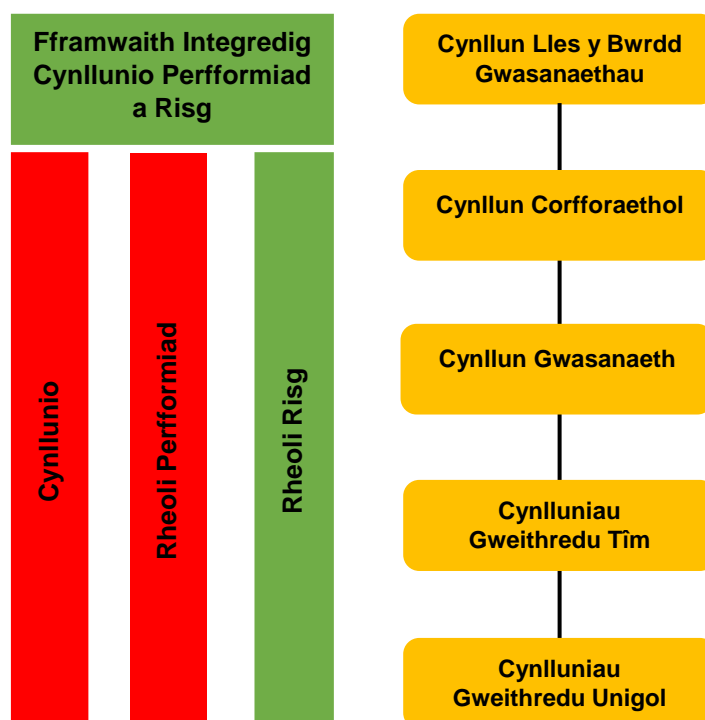 Fframwaith Integredig
Cynllunio Perfformiad
a Risg
Cynllunio
Rheoli Perfformiad
Rheoli Risg
Cynllun Lles y Bwrdd
Gwasanaethau
Cynllun Corfforaethol
Cynllun Gwasanaeth
Cynlluniau
Gweithredu Tîm
Cynlluniau
Gweithredu Unigol